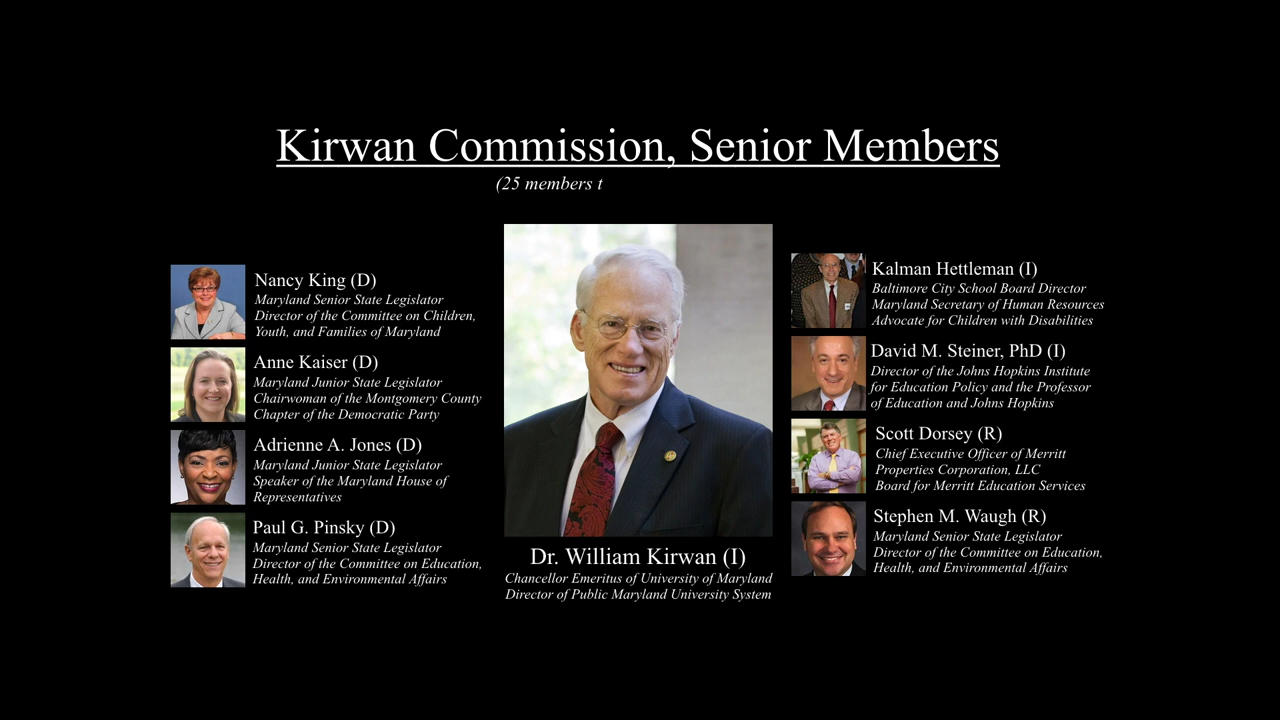 Kirwan Commission, Senior Members
(25 members t
Nancy King (D)
Maryland Senior State Legislator
Director of the Committee on Children,
Youth, and Families of Maryland
Anne Kaiser (D)
Maryland Junior State Legislator
Chairwoman of the Montgomery County
Chapter of the Democratic Party
Adrienne A. Jones (D)
Maryland Junior State Legislator
Speaker of the Maryland House of
Representatives
Paul G. Pinsky (D)
Maryland Senior State Legislator
Director of the Committee on Education,
Health, and Environmental Affairs
Dr. William Kirwan (I)
Chancellor Emeritus of University of Maryland
Director of Public Maryland University System
Kalman Hettleman (I)
Baltimore City School Board Director
Maryland Secretary of Human Resources
Advocate for Children with Disabilities
David M. Steiner, PhD (I)
Director of the Johns Hopkins Institute
for Education Policy and the Professor
of Education and Johns Hopkins
Scott Dorsey (R)
Chief Executive Officer of Merritt
Properties Corporation, LLC
Board for Merritt Education Services
Stephen M. Waugh (R)
Maryland Senior State Legislator
Director of the Committee on Education,
Health, and Environmental Affairs